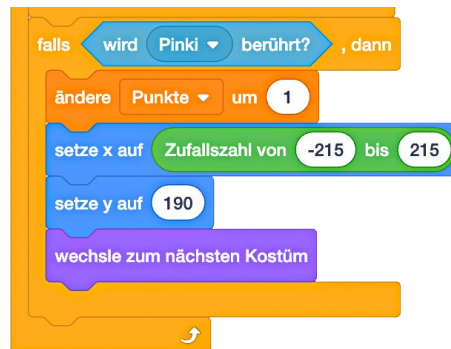 falls wird Pinki berührt? , dann
ändere Punkte um 1
setze x auf Zufallszahl von -215 bis 215
setze y auf 190
wechsle zum nächsten Kostüm